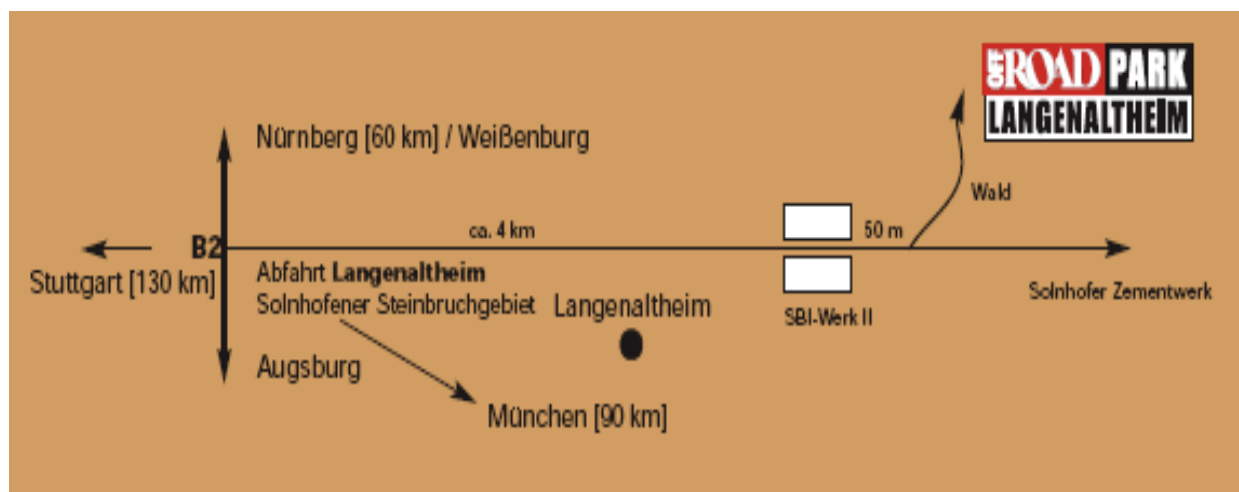 OFF ROAD PARK
LANGENALTHEIM
Nürnberg [60 km] / Weißenburg
Wald
ca. 4 km
50 m
B2
Stuttgart [130 km]
Abfahrt Langenaltheim
Solnhofener Steinbruchgebiet
Langenaltheim
SBI-Werk II
Solnhofer Zementwerk
Augsburg
München [90 km]